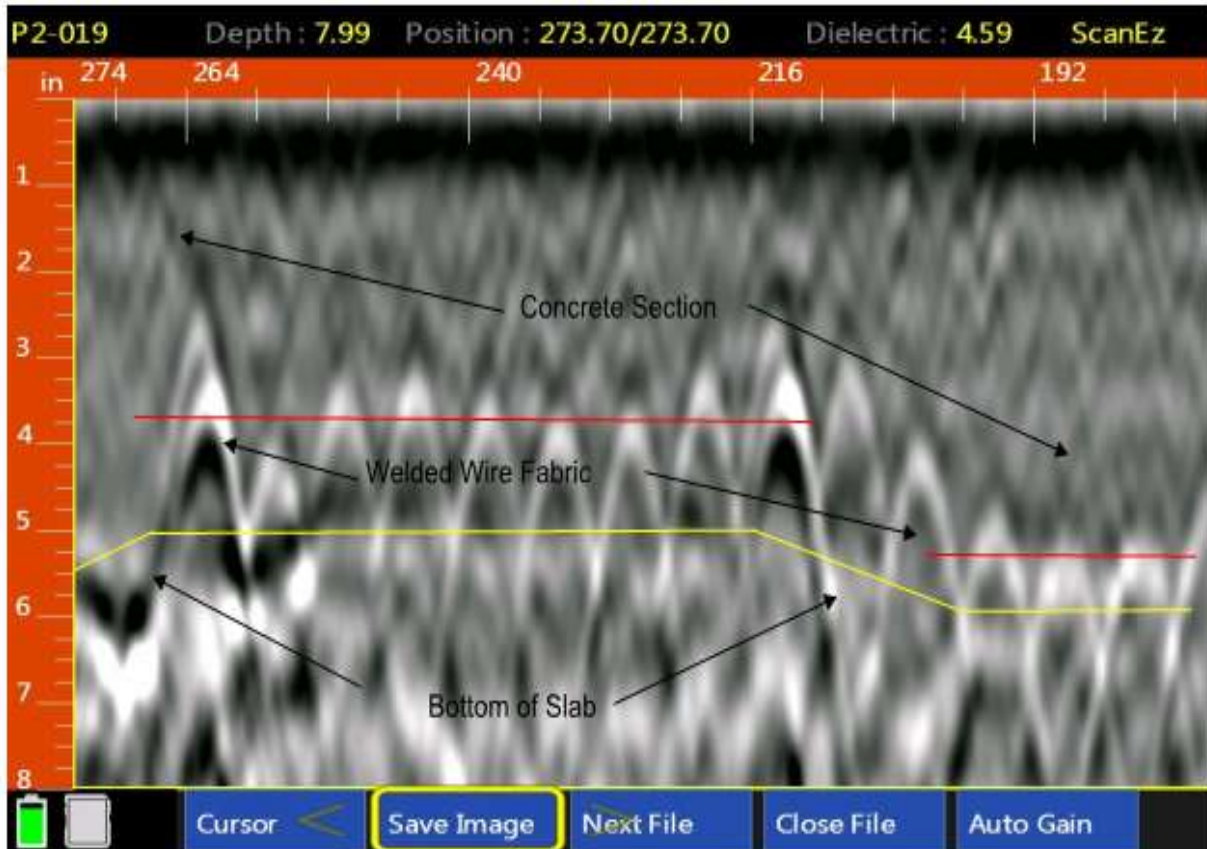 P2-019 Depth : 7.99 Position : 273.70/273.70 Dielectric : 4.59 ScanEz
in 274 264 240 216 192
1
2
Concrete Section
3
4
Welded Wire Fabric
5
6
7
Bottom of Slab
8
Cursor < Save Image > Next File Close File Auto Gain